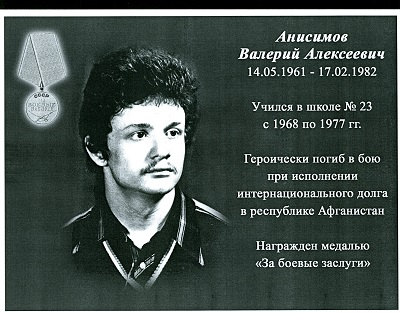 Анисимов
Валерий Алексеевич
14.05.1961 - 17.02.1982
Учился в школе № 23
с 1968 по 1977 гг.
Героически погиб в бою
при исполнении
интернационального долга
в республике Афганистан
Награжден медалью
«За боевые заслуги»